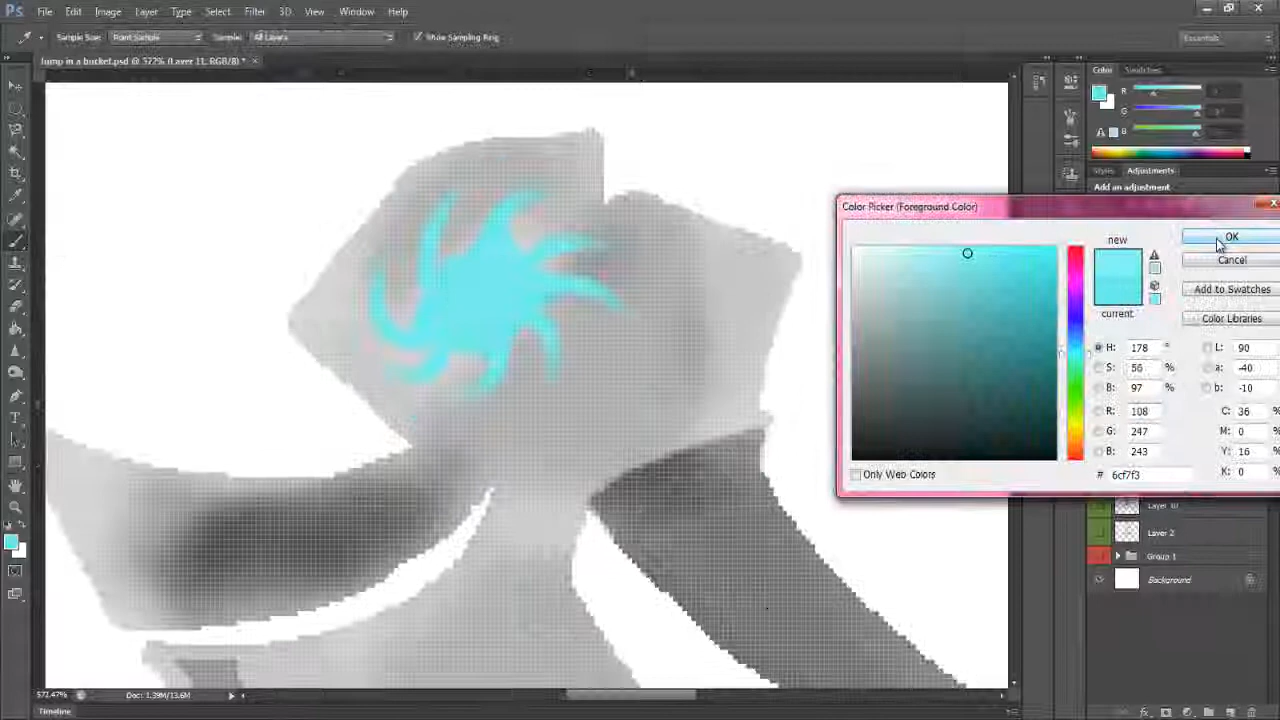 Ps File Edit Image Layer Type Select Filter 3D View Window Help
Sample Size: Point Sample Sample: All Layers Show Sampling Ring Essentials
Jump in a bucket.psd @ 572% (Layer 11, RGB/8) * ×
Color Swatches
R
G
B
Styles Adjustments
Add an adjustment
Color Picker (Foreground Color)
new
current
OK
Cancel
Add to Swatches
Color Libraries
H: 178 ° L: 90
S: 56 % a: -40
B: 97 % b: -10
R: 108 C: 36 %
G: 247 M: 0 %
B: 243 Y: 16 %
# 6cf7f3 K: 0 %
Only Web Colors
Layer 10
Layer 2
Group 1
Background
572.47% Doc: 1.39M/13.6M
Timeline